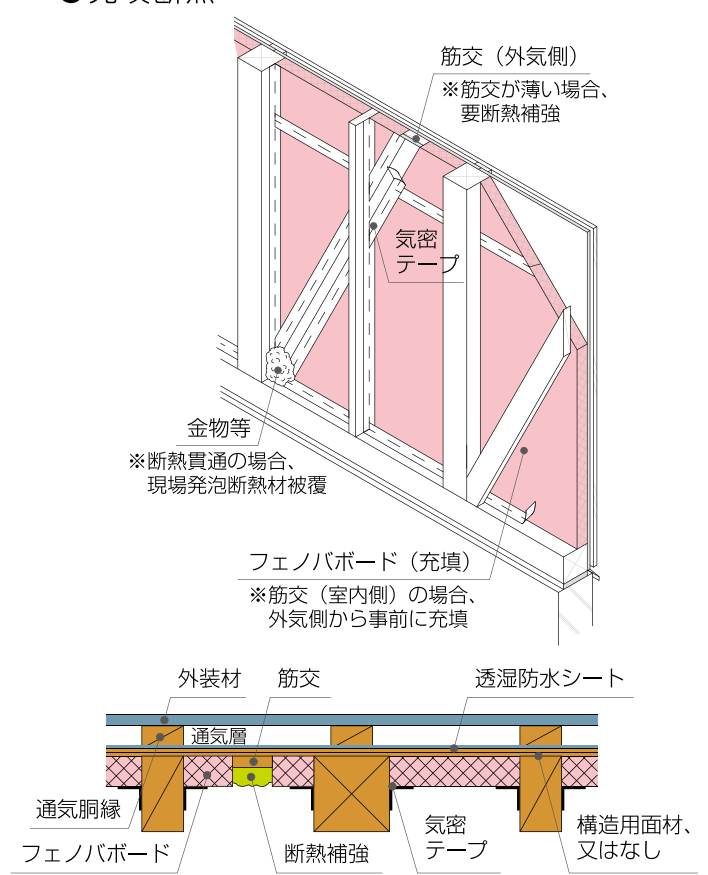 筋交（外気側）
※筋交が薄い場合、
要断熱補強
気密
テープ
金物等
※断熱貫通の場合、
現場発泡断熱材被覆
フェノバボード（充填）
※筋交（室内側）の場合、
外気側から事前に充填
外装材
筋交
透湿防水シート
通気層
通気胴縁
フェノバボード
断熱補強
気密
テープ
構造用面材、
又はなし